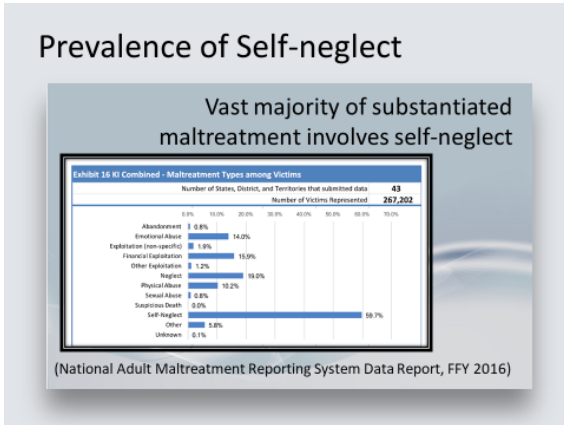 Prevalence of Self-neglect
Vast majority of substantiated
maltreatment involves self-neglect
Exhibit 16 KI Combined - Maltreatment Types among Victims
Number of States, District, and Territories that submitted data 43
Number of Victims Represented 267,202
0.0% 10.0% 20.0% 30.0% 40.0% 50.0% 60.0% 70.0%
Abandonment 0.8%
Emotional Abuse 14.0%
Exploitation (non-specific) 1.9%
Financial Exploitation 15.9%
Other Exploitation 1.2%
Neglect 19.0%
Physical Abuse 10.2%
Sexual Abuse 0.8%
Suspicious Death 0.0%
Self-Neglect 59.7%
Other 5.8%
Unknown 0.1%
(National Adult Maltreatment Reporting System Data Report, FFY 2016)